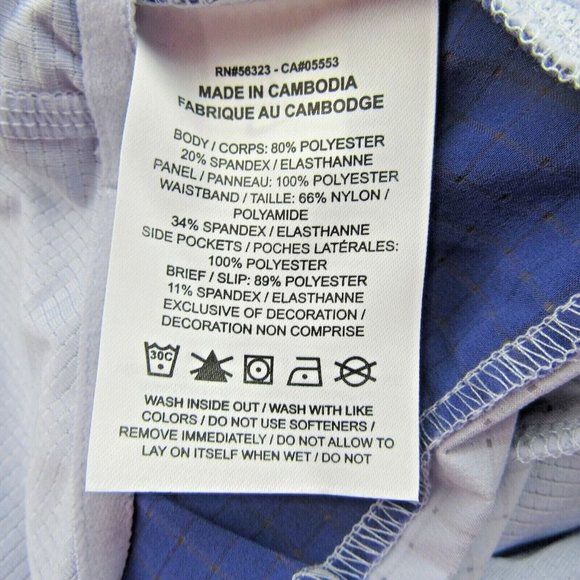 RN#56323 - CA#05553
MADE IN CAMBODIA
FABRIQUE AU CAMBODGE
BODY / CORPS: 80% POLYESTER
20% SPANDEX / ELASTHANNE
PANEL / PANNEAU: 100% POLYESTER
WAISTBAND / TAILLE: 66% NYLON /
POLYAMIDE
34% SPANDEX / ELASTHANNE
SIDE POCKETS / POCHES LATÉRALES:
100% POLYESTER
BRIEF / SLIP: 89% POLYESTER
11% SPANDEX / ELASTHANNE
EXCLUSIVE OF DECORATION /
DECORATION NON COMPRISE
30C
WASH INSIDE OUT / WASH WITH LIKE
COLORS / DO NOT USE SOFTENERS /
REMOVE IMMEDIATELY / DO NOT ALLOW TO
LAY ON ITSELF WHEN WET / DO NOT